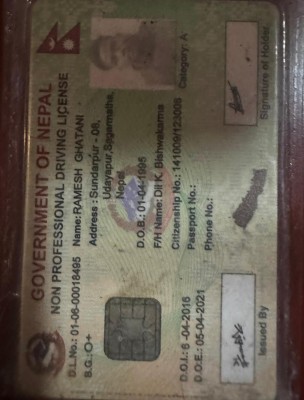 GOVERNMENT OF NEPAL
NON PROFESSIONAL DRIVING LICENSE
D.L.No.: 01-06-00018495 Name: RAMESH GHATANI
B.G.: O+
Address : Sundarpur - 08,
Udayapur, Sagarmatha,
Nepal
D.O.B.: 01-04-1995
F/H Name: Dil K. Bishwakarma
Citizenship No.: 141009/123006
Passport No.:
Phone No.:
Category: A
D.O.I.: 6 -04-2016
D.O.E.: 05-04-2021
Signature of Holder
Issued By